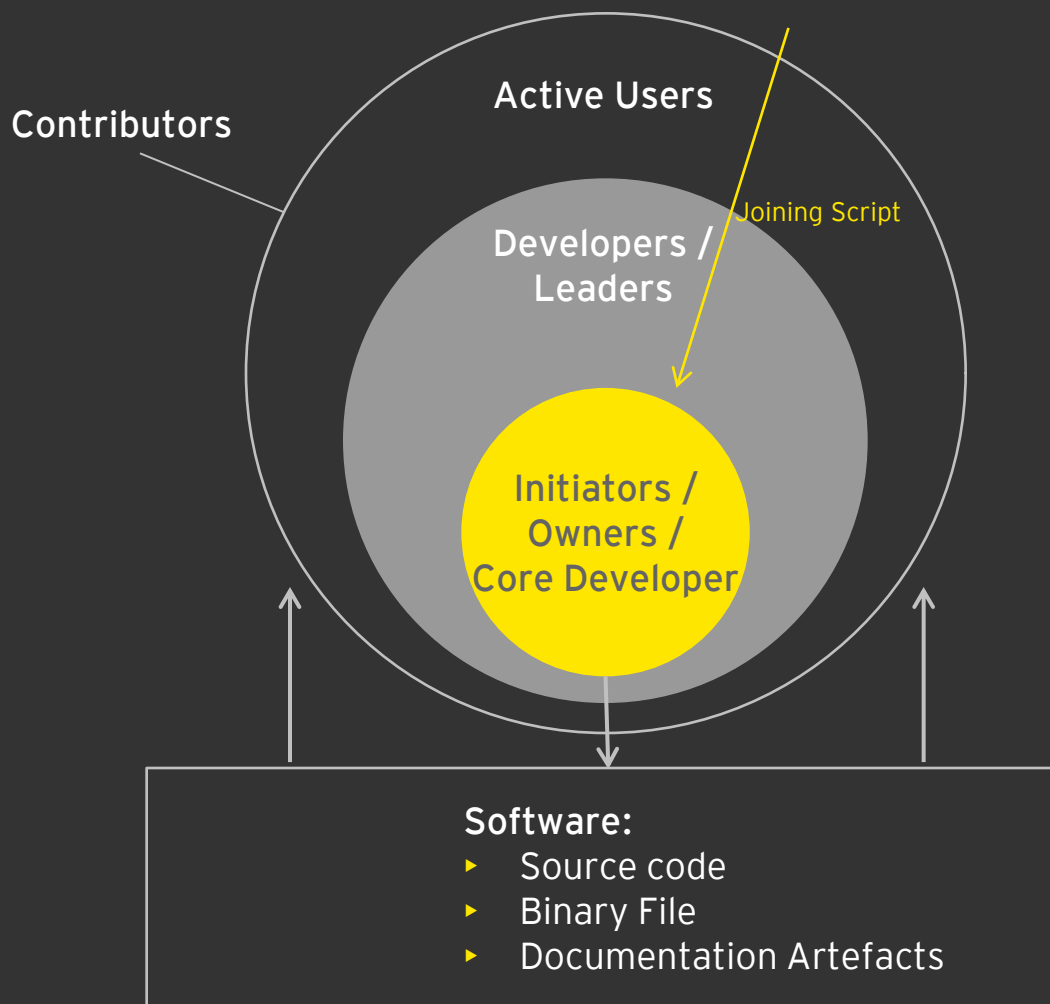 Active Users
Contributors
Joining Script
Developers /
Leaders
Initiators /
Owners /
Core Developer
Software:
▸ Source code
▸ Binary File
▸ Documentation Artefacts